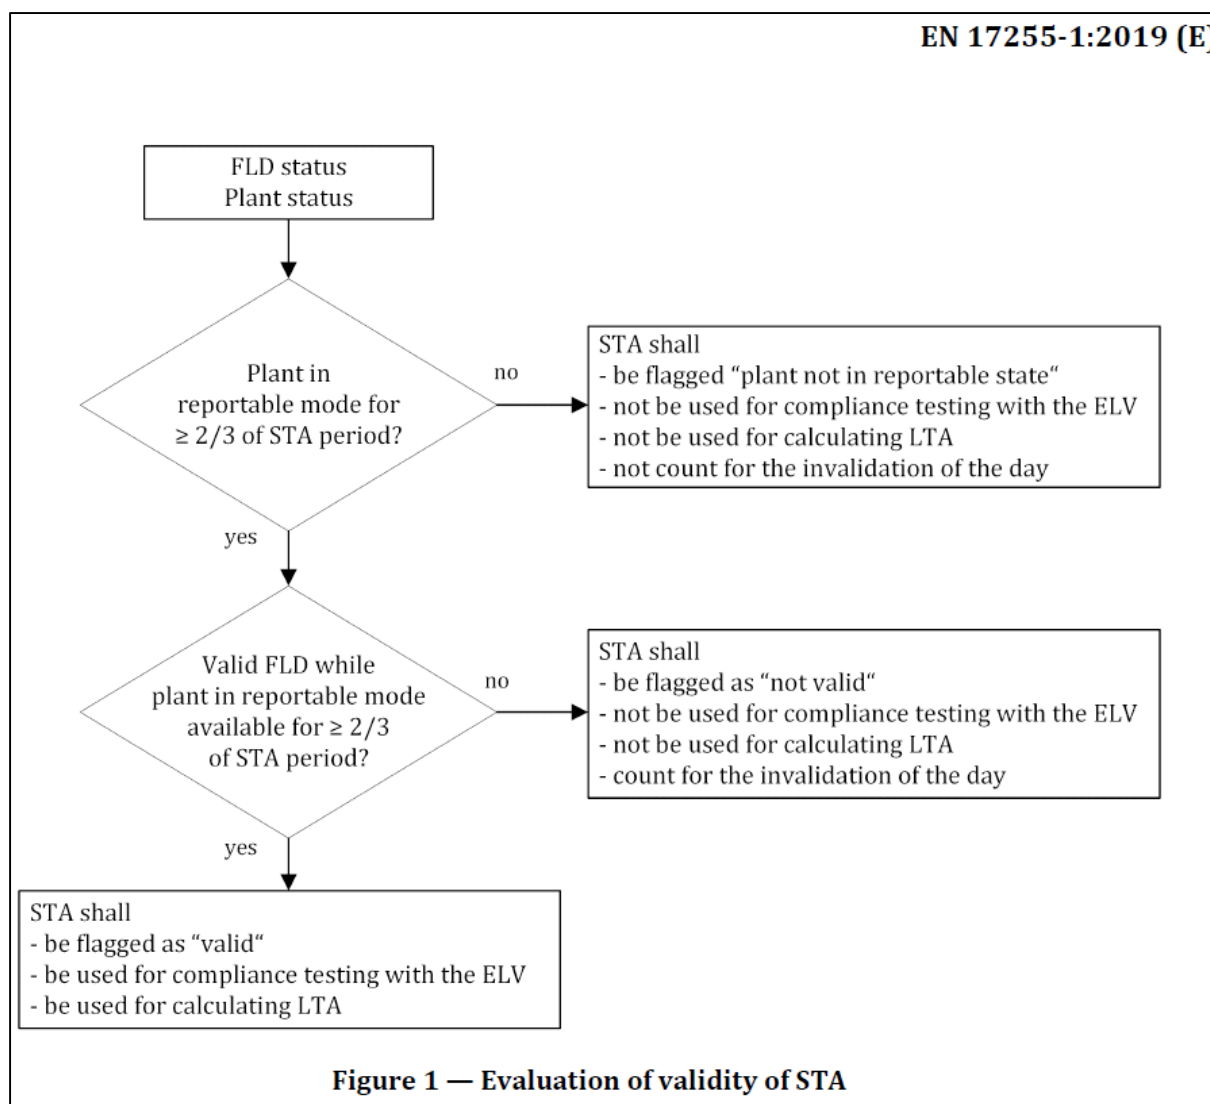 EN 17255-1:2019 (E)
FLD status
Plant status
Plant in
reportable mode for
≥ 2/3 of STA period?
no
STA shall
- be flagged “plant not in reportable state“
- not be used for compliance testing with the ELV
- not be used for calculating LTA
- not count for the invalidation of the day
yes
Valid FLD while
plant in reportable mode
available for ≥ 2/3
of STA period?
no
STA shall
- be flagged as “not valid“
- not be used for compliance testing with the ELV
- not be used for calculating LTA
- count for the invalidation of the day
yes
STA shall
- be flagged as “valid“
- be used for compliance testing with the ELV
- be used for calculating LTA
Figure 1 — Evaluation of validity of STA